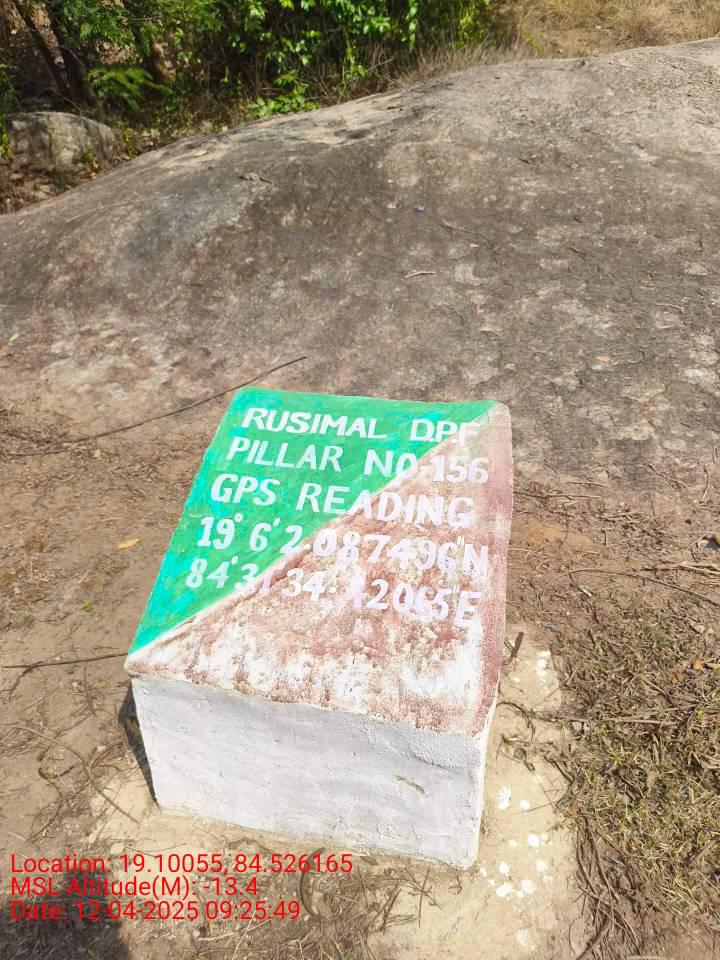 RUSIMAL D.P.F
PILLAR NO-156
GPS READING
19° 6' 2.087496"N
84° 31' 34.42065"E
Location: 19.10055, 84.526165
MSL Altitude(M): -13.4
Date: 12-04-2025 09:25:49